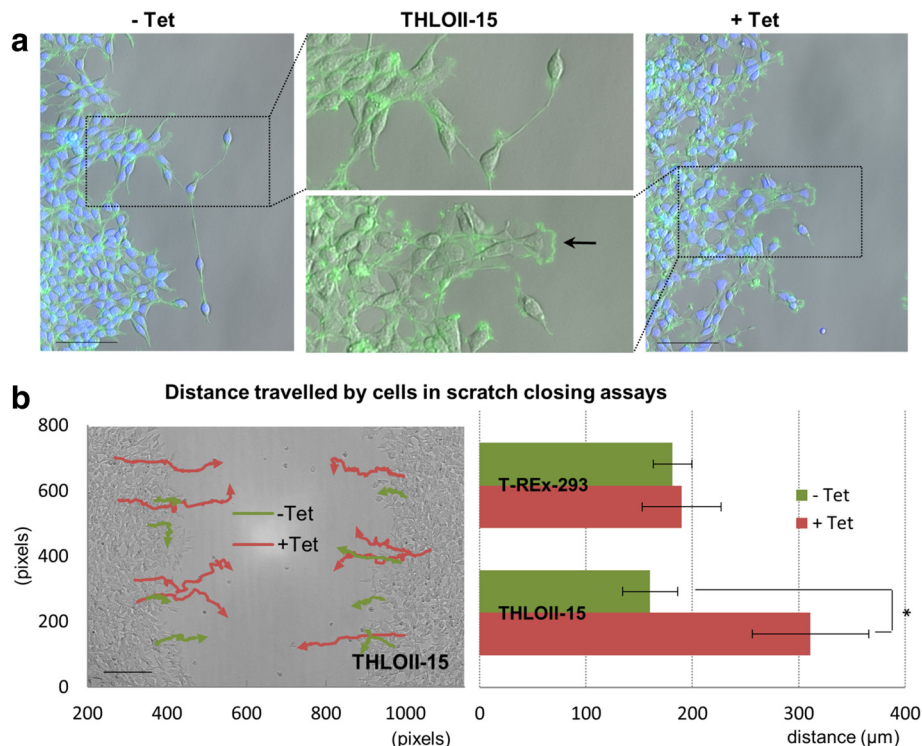 - Tet
THLOII-15
+ Tet
a
b
Distance travelled by cells in scratch closing assays
800
600
400
200
0
(pixels)
200
400
600
800
1000
(pixels)
-Tet
+Tet
THLOII-15
T-REx-293
THLOII-15
- Tet
+ Tet
*
0
100
200
300
400
distance (µm)